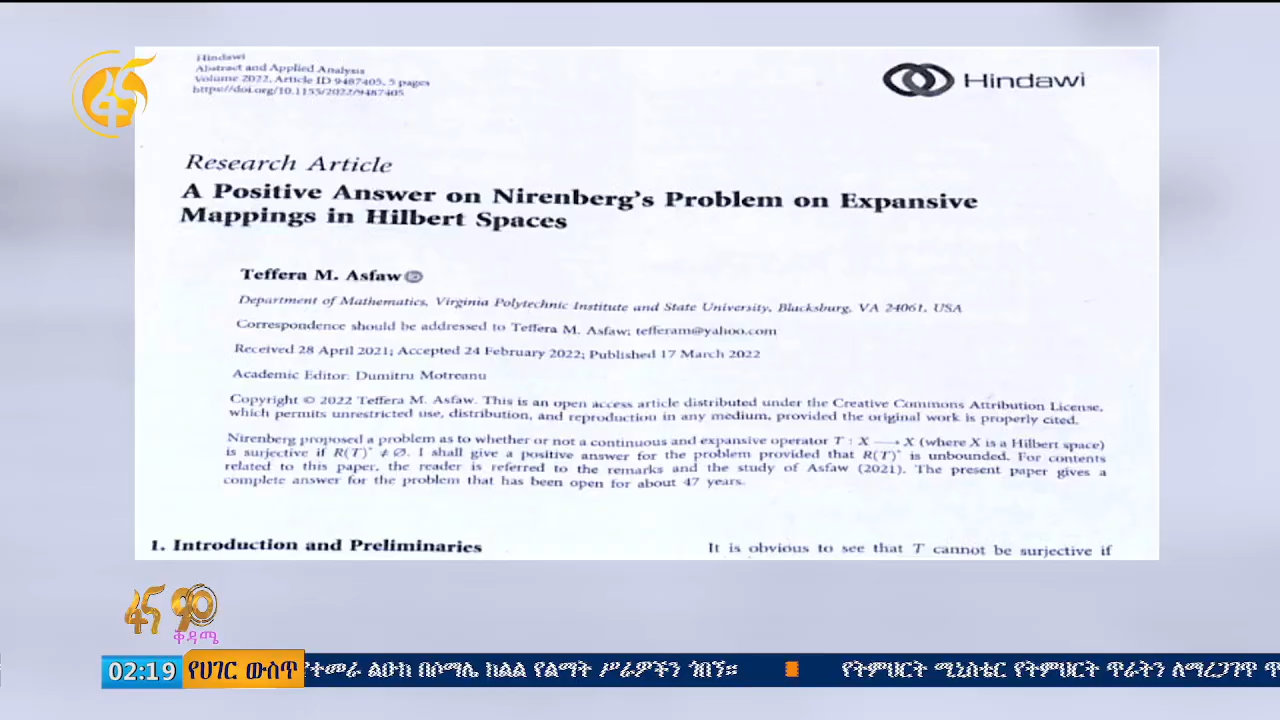 Hindawi
Abstract and Applied Analysis
Volume 2022, Article ID 9487405, 5 pages
https://doi.org/10.1155/2022/9487405
Hindawi
ፋና
Research Article
A Positive Answer on Nirenberg's Problem on Expansive
Mappings in Hilbert Spaces
Teffera M. Asfaw
Department of Mathematics, Virginia Polytechnic Institute and State University, Blacksburg, VA 24061, USA
Correspondence should be addressed to Teffera M. Asfaw; tefferam@yahoo.com
Received 28 April 2021; Accepted 24 February 2022; Published 17 March 2022
Academic Editor: Dumitru Motreanu
Copyright © 2022 Teffera M. Asfaw. This is an open access article distributed under the Creative Commons Attribution License,
which permits unrestricted use, distribution, and reproduction in any medium, provided the original work is properly cited.
Nirenberg proposed a problem as to whether or not a continuous and expansive operator T : X ⟶ X (where X is a Hilbert space)
is surjective if R(T)° ≠ ∅. I shall give a positive answer for the problem provided that R(T)° is unbounded. For contents
related to this paper, the reader is referred to the remarks and the study of Asfaw (2021). The present paper gives a
complete answer for the problem that has been open for about 47 years.
1. Introduction and Preliminaries
It is obvious to see that T cannot be surjective if
ፋና 90
ቅዳሜ
02:19 የሀገር ውስጥ የተመራ ልዑክ በሶማሌ ክልል የልማት ሥራዎችን ጎበኘ። የትምህርት ሚኒስቴር የትምህርት ጥራትን ለማረጋገጥ